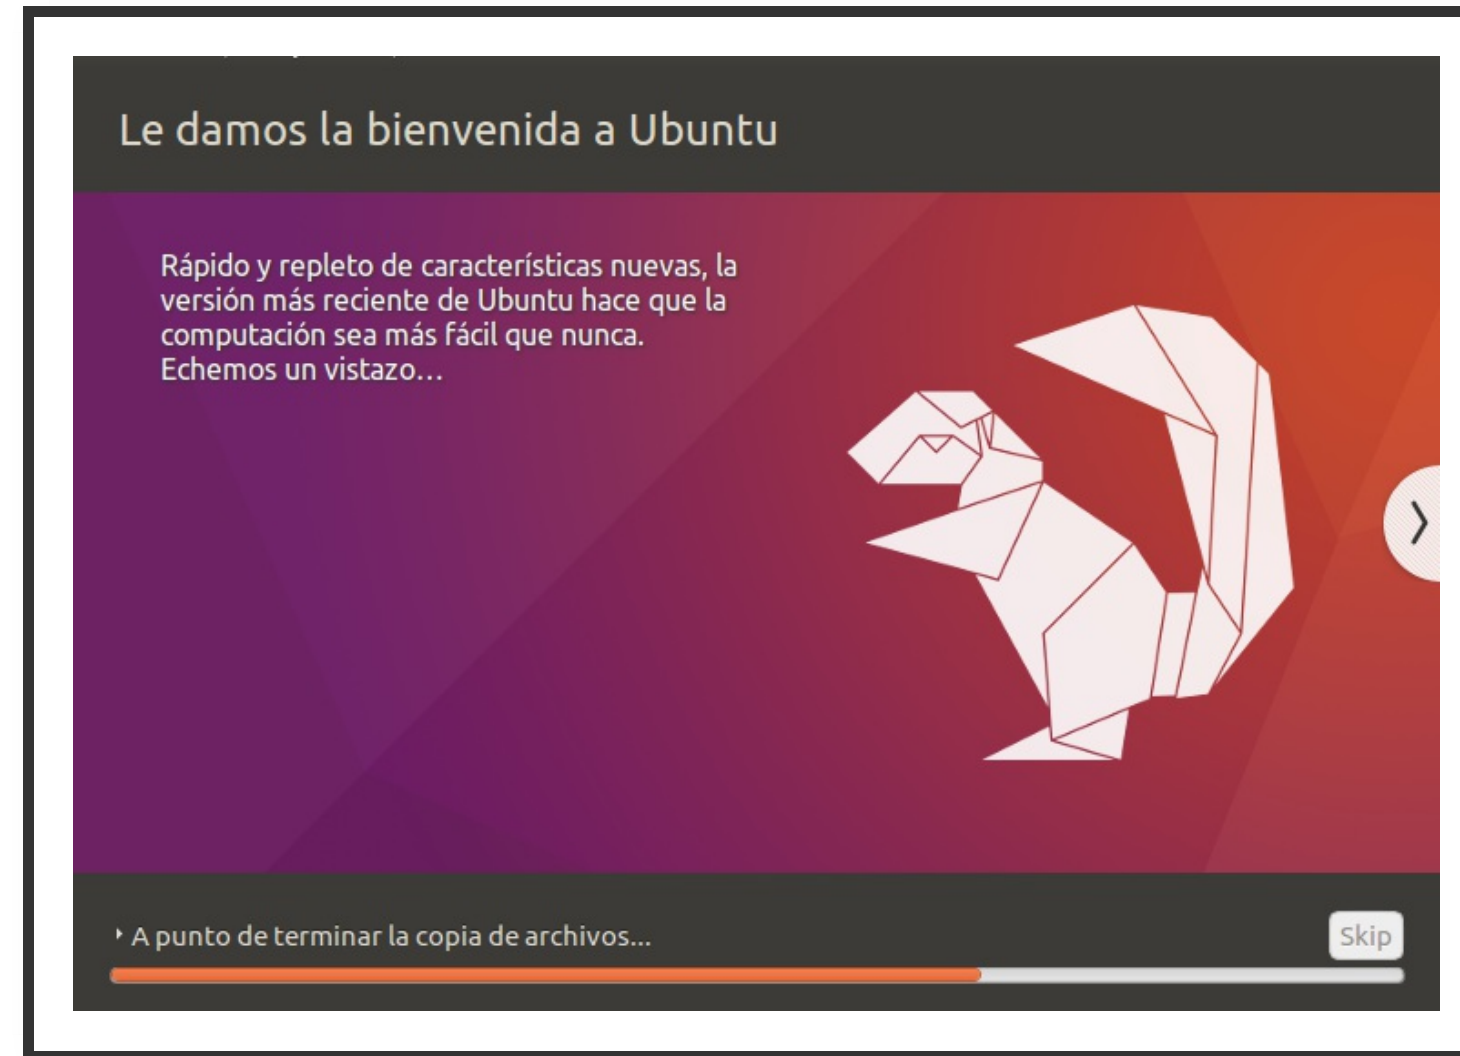 Le damos la bienvenida a Ubuntu
Rápido y repleto de características nuevas, la
versión más reciente de Ubuntu hace que la
computación sea más fácil que nunca.
Echemos un vistazo...
A punto de terminar la copia de archivos...
Skip